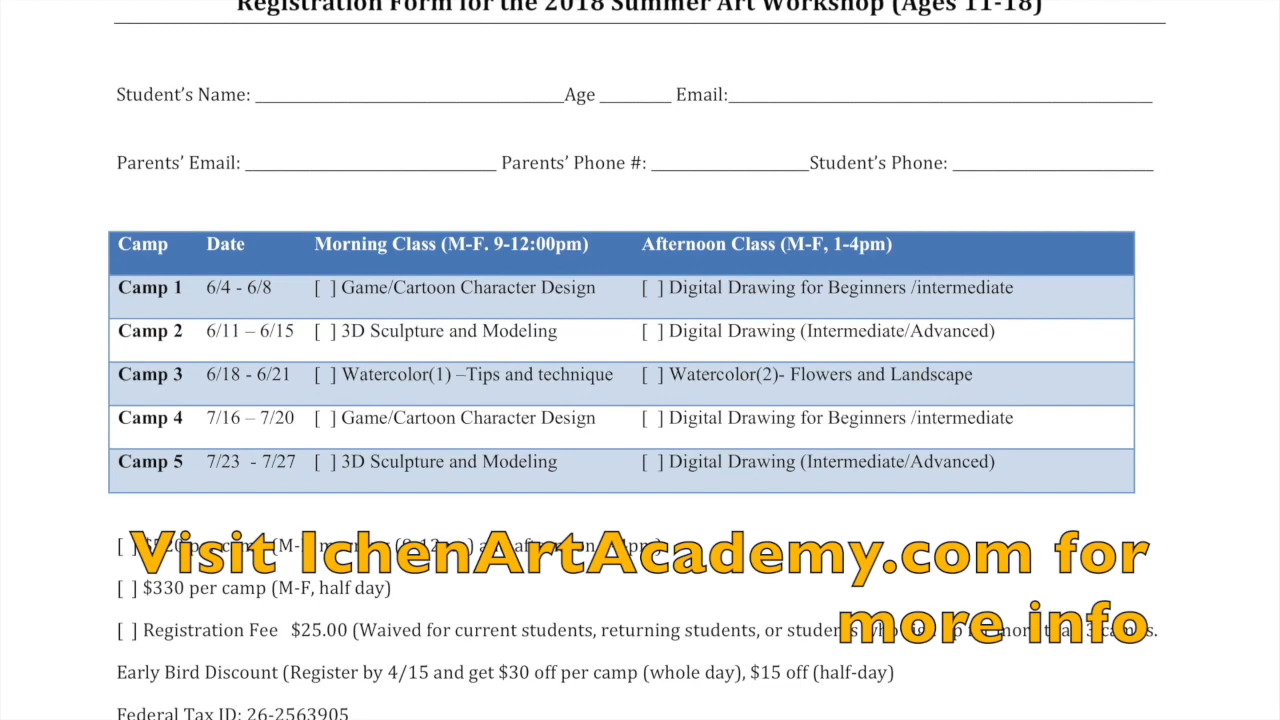 Registration Form for the 2018 Summer Art Workshop (Ages 11-18)
Student's Name: ____________ Age ______ Email: ____________
Parents' Email: ____________ Parents' Phone #: ____________ Student's Phone: ____________
Camp Date Morning Class (M-F. 9-12:00pm) Afternoon Class (M-F, 1-4pm)
Camp 1 6/4 - 6/8 [ ] Game/Cartoon Character Design [ ] Digital Drawing for Beginners /intermediate
Camp 2 6/11 – 6/15 [ ] 3D Sculpture and Modeling [ ] Digital Drawing (Intermediate/Advanced)
Camp 3 6/18 - 6/21 [ ] Watercolor(1) –Tips and technique [ ] Watercolor(2)- Flowers and Landscape
Camp 4 7/16 – 7/20 [ ] Game/Cartoon Character Design [ ] Digital Drawing for Beginners /intermediate
Camp 5 7/23 - 7/27 [ ] 3D Sculpture and Modeling [ ] Digital Drawing (Intermediate/Advanced)
Visit IchenArtAcademy.com for
[ ] $330 per camp (M-F, half day)
more info
[ ] Registration Fee $25.00 (Waived for current students, returning students, or students
Early Bird Discount (Register by 4/15 and get $30 off per camp (whole day), $15 off (half-day)
Federal Tax ID: 26-2563905